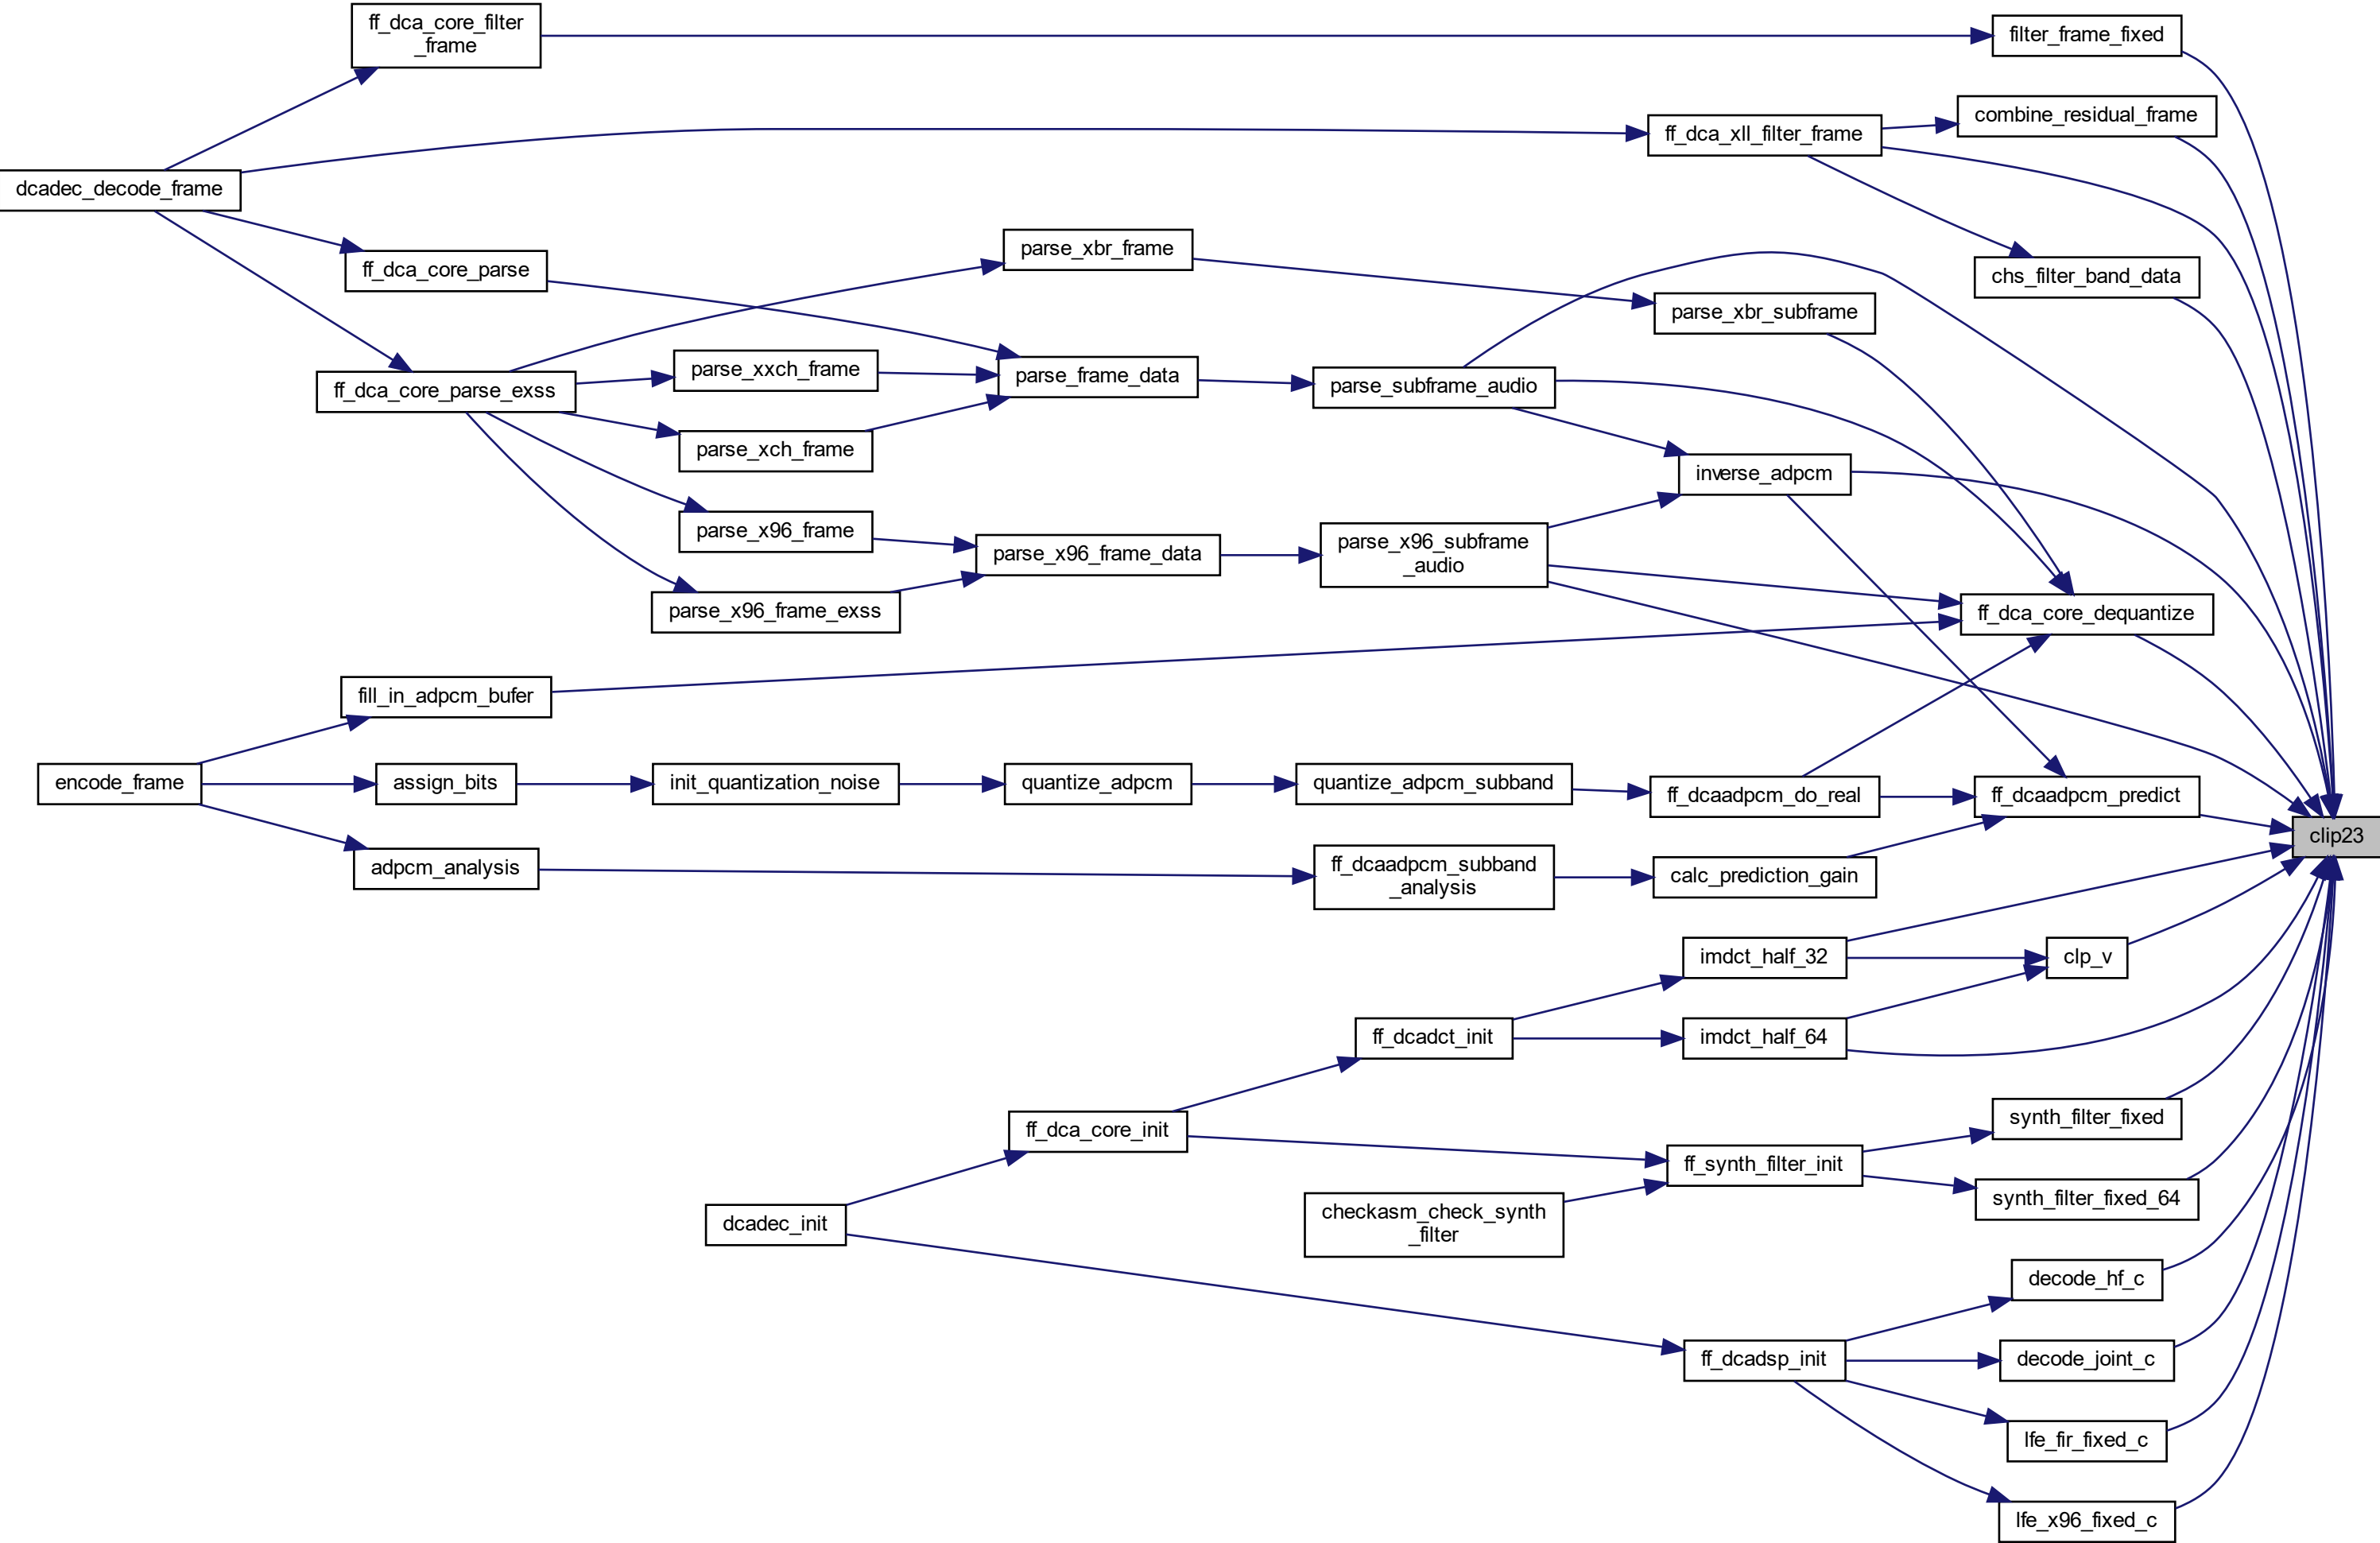 ff_dca_core_filter
_frame
filter_frame_fixed
combine_residual_frame
ff_dca_xll_filter_frame
dcadec_decode_frame
parse_xbr_frame
ff_dca_core_parse
chs_filter_band_data
parse_xbr_subframe
parse_xxch_frame
parse_frame_data
parse_subframe_audio
ff_dca_core_parse_exss
parse_xch_frame
inverse_adpcm
parse_x96_frame
parse_x96_frame_data
parse_x96_subframe
_audio
parse_x96_frame_exss
ff_dca_core_dequantize
fill_in_adpcm_bufer
encode_frame
assign_bits
init_quantization_noise
quantize_adpcm
quantize_adpcm_subband
ff_dcaadpcm_do_real
ff_dcaadpcm_predict
clip23
adpcm_analysis
ff_dcaadpcm_subband
_analysis
calc_prediction_gain
imdct_half_32
clp_v
ff_dcadct_init
imdct_half_64
ff_dca_core_init
synth_filter_fixed
ff_synth_filter_init
synth_filter_fixed_64
dcadec_init
checkasm_check_synth
_filter
decode_hf_c
ff_dcadsp_init
decode_joint_c
lfe_fir_fixed_c
lfe_x96_fixed_c